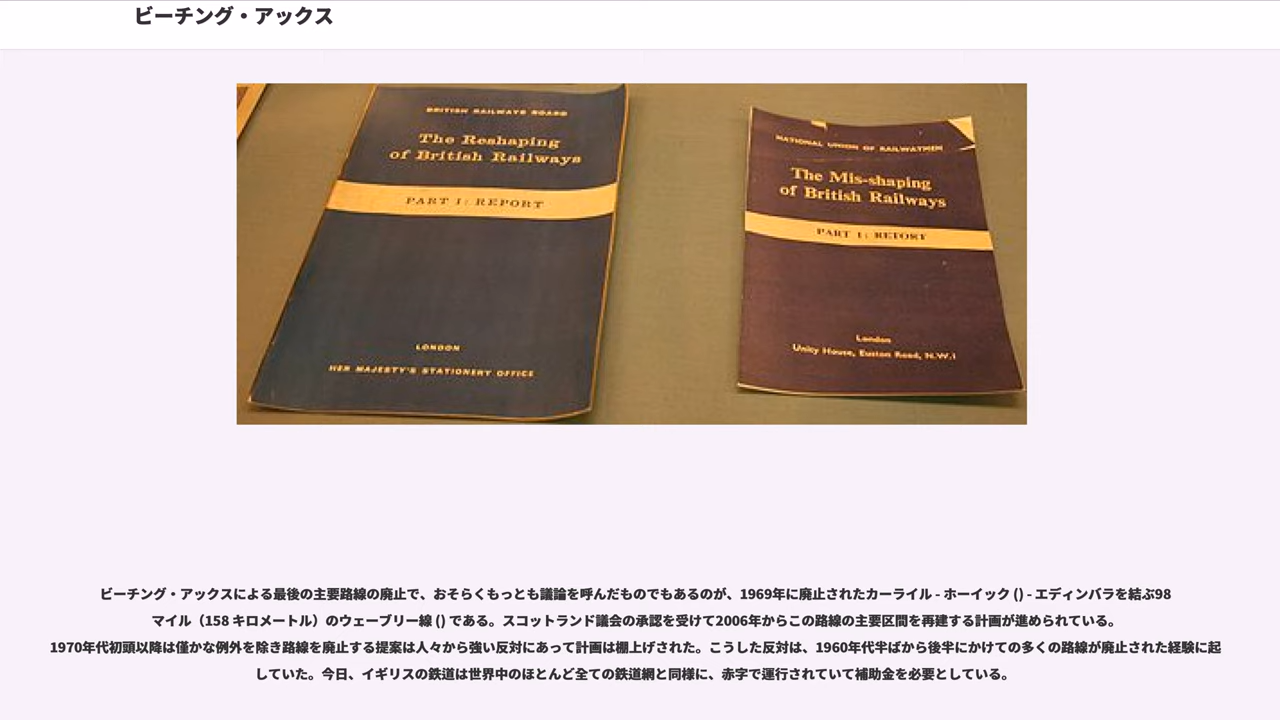 ビーチング・アックス
BRITISH RAILWAYS BOARD
The Reshaping
of British Railways
PART 1: REPORT
LONDON
HER MAJESTY'S STATIONERY OFFICE
NATIONAL UNION OF RAILWAYMEN
The Mis-shaping
of British Railways
PART 1: RETORT
London
Unity House, Euston Road, N.W.1
ビーチング・アックスによる最後の主要路線の廃止で、おそらくもっとも議論を呼んだものでもあるのが、1969年に廃止されたカーライル - ホーイック () - エディンバラを結ぶ98
マイル（158 キロメートル）のウェーブリー線 () である。スコットランド議会の承認を受けて2006年からこの路線の主要区間を再建する計画が進められている。
1970年代初頭以降は僅かな例外を除き路線を廃止する提案は人々から強い反対にあって計画は棚上げされた。こうした反対は、1960年代半ばから後半にかけての多くの路線が廃止された経験に起
していた。今日、イギリスの鉄道は世界中のほとんど全ての鉄道網と同様に、赤字で運行されていて補助金を必要としている。